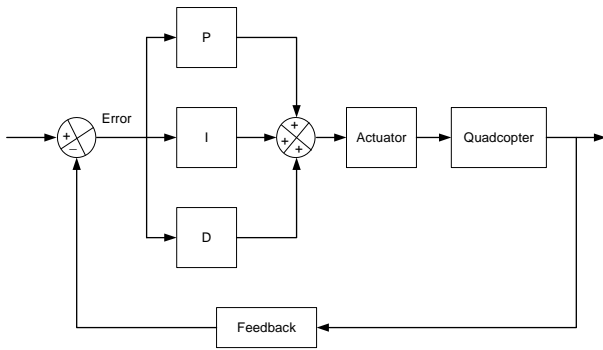 P
Error
+
−
I
+
+
+
Actuator
Quadcopter
D
Feedback